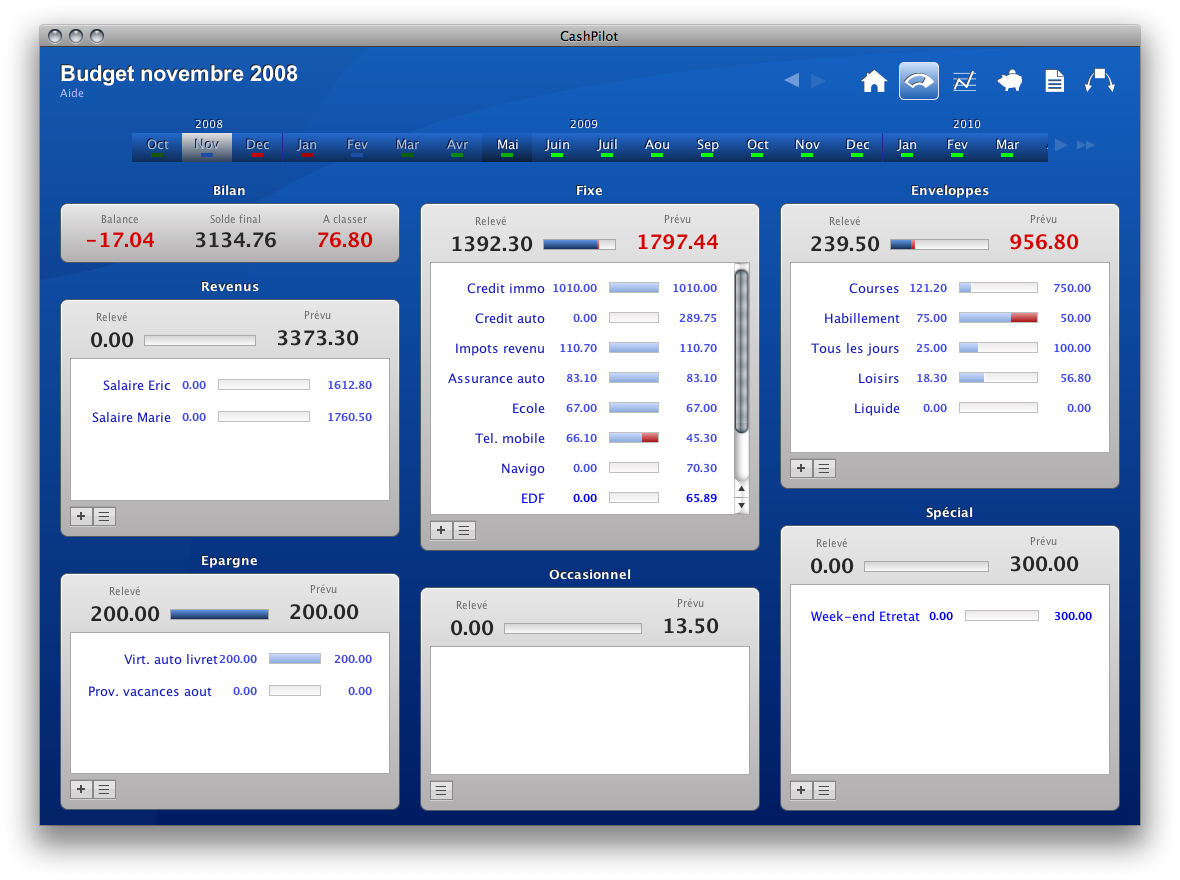 CashPilot
Budget novembre 2008
Aide
2008 2009 2010
Oct Nov Dec Jan Fev Mar Avr Mai Juin Juil Aou Sep Oct Nov Dec Jan Fev Mar
Bilan
Balance Solde final A classer
-17.04 3134.76 76.80
Revenus
Relevé Prévu
0.00 3373.30
Salaire Eric 0.00 1612.80
Salaire Marie 0.00 1760.50
Epargne
Relevé Prévu
200.00 200.00
Virt. auto livret 200.00 200.00
Prov. vacances aout 0.00 0.00
Fixe
Relevé Prévu
1392.30 1797.44
Credit immo 1010.00 1010.00
Credit auto 0.00 289.75
Impots revenu 110.70 110.70
Assurance auto 83.10 83.10
Ecole 67.00 67.00
Tel. mobile 66.10 45.30
Navigo 0.00 70.30
EDF 0.00 65.89
Occasionnel
Relevé Prévu
0.00 13.50
Enveloppes
Relevé Prévu
239.50 956.80
Courses 121.20 750.00
Habillement 75.00 50.00
Tous les jours 25.00 100.00
Loisirs 18.30 56.80
Liquide 0.00 0.00
Spécial
Relevé Prévu
0.00 300.00
Week-end Etretat 0.00 300.00